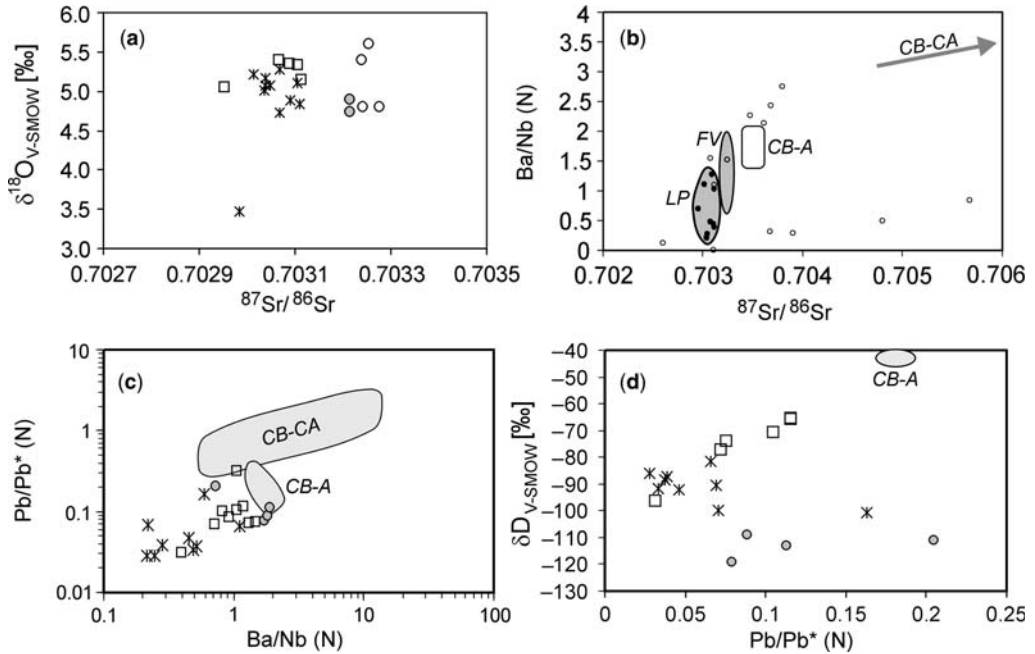 (a)
6.0
5.5
5.0
4.5
4.0
3.5
3.0
δ18OV-SMOW [‰]
0.7027 0.7029 0.7031 0.7033 0.7035
87Sr/ 86Sr
(b)
4
3.5
3
2.5
2
1.5
1
0.5
0
Ba/Nb (N)
CB-CA
FV
CB-A
LP
0.702 0.703 0.704 0.705 0.706
87Sr/ 86Sr
(c)
10
1
0.1
0.01
Pb/Pb* (N)
CB-CA
CB-A
0.1 1 10 100
Ba/Nb (N)
(d)
–40
–50
–60
–70
–80
–90
–100
–110
–120
–130
δDV-SMOW [‰]
CB-A
0 0.05 0.1 0.15 0.2 0.25
Pb/Pb* (N)